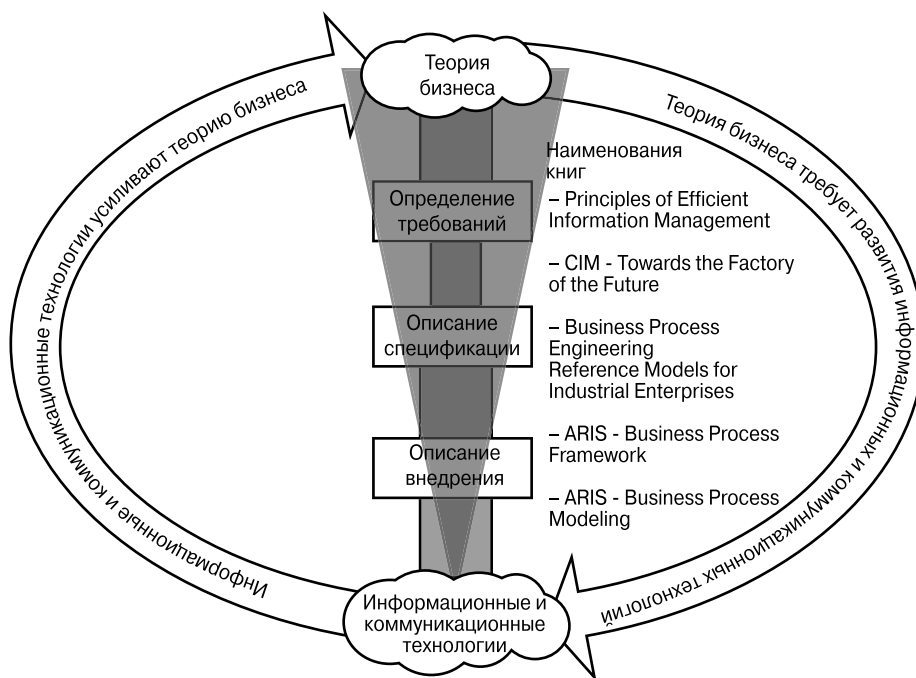 Теория
бизнеса
Информационные и коммуникационные технологии усиливают теорию бизнеса
Теория бизнеса требует развития информационных и коммуникационных технологий
Наименования
книг
Определение
требований
– Principles of Efficient
Information Management
– CIM - Towards the Factory
of the Future
Описание
спецификации
– Business Process
Engineering
Reference Models for
Industrial Enterprises
Описание
внедрения
– ARIS - Business Process
Framework
– ARIS - Business Process
Modeling
Информационные и
коммуникационные
технологии